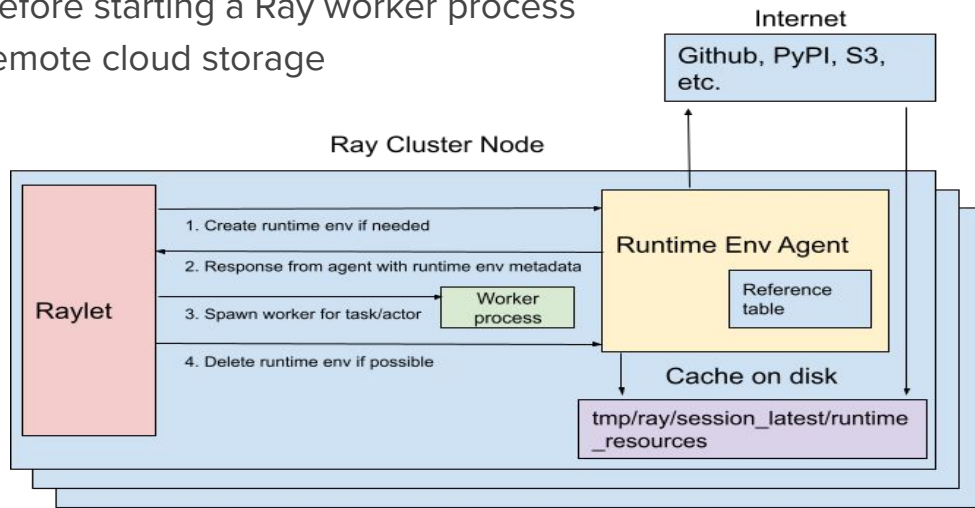 efore starting a Ray worker process
emote cloud storage
Internet
Github, PyPI, S3,
etc.
Ray Cluster Node
1. Create runtime env if needed
2. Response from agent with runtime env metadata
3. Spawn worker for task/actor
4. Delete runtime env if possible
Raylet
Worker
process
Runtime Env Agent
Reference
table
Cache on disk
tmp/ray/session_latest/runtime
_resources